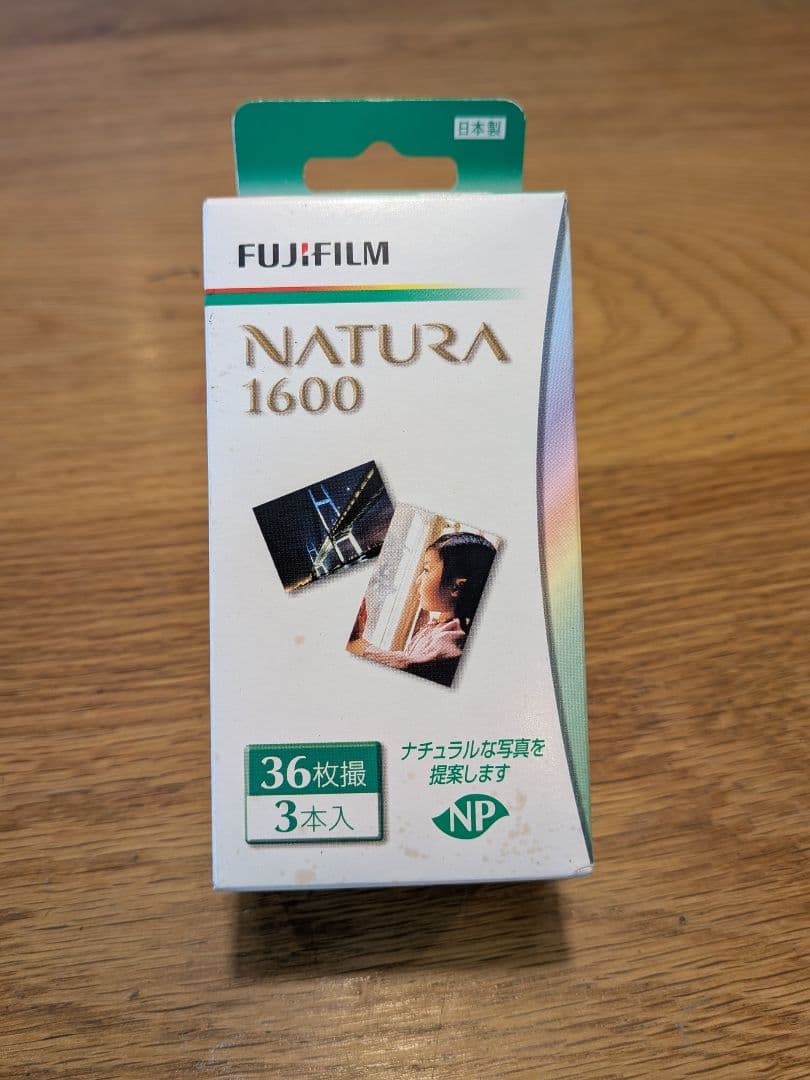 日本製
FUJIFILM
NATURA
1600
36枚撮
3本入
ナチュラルな写真を
提案します
NP